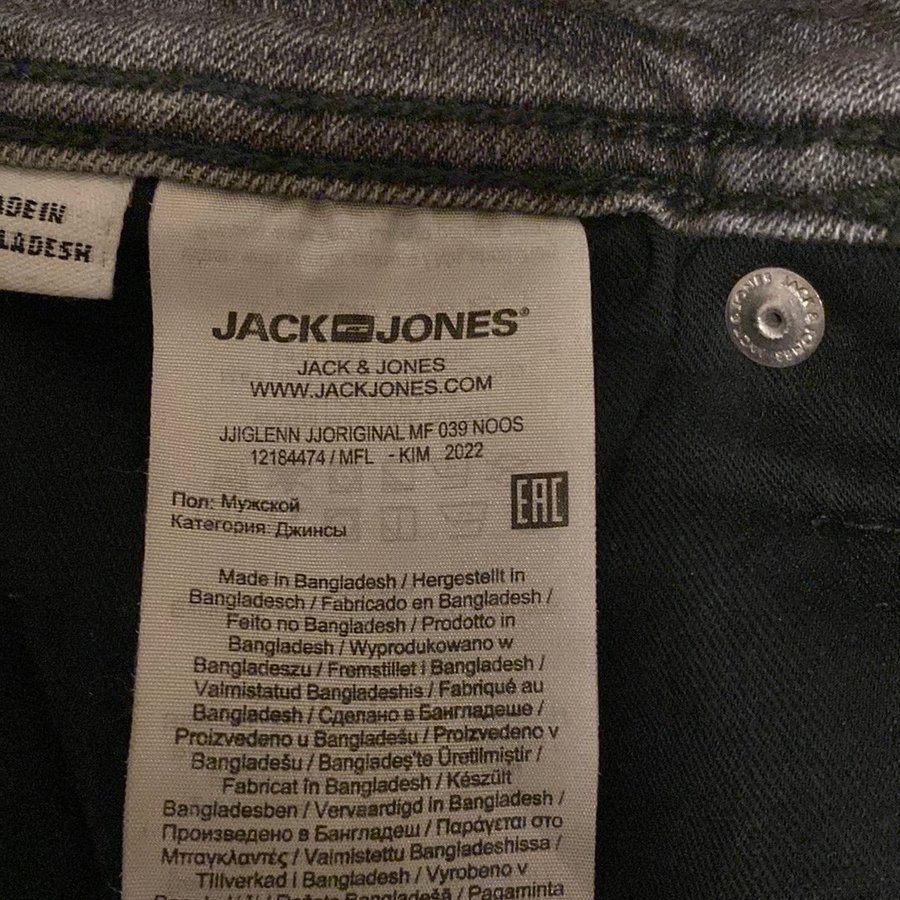 ADE IN
LADESH
JACK JONES®
JACK & JONES
WWW.JACKJONES.COM
JJIGLENN JJORIGINAL MF 039 NOOS
12184474 / MFL - KIM 2022
Пол: Мужской
Категория: Джинсы
EAC
Made in Bangladesh / Hergestellt in
Bangladesch / Fabricado en Bangladesh /
Feito no Bangladesh / Prodotto in
Bangladesh / Wyprodukowano w
Bangladeszu / Fremstillet i Bangladesh /
Valmistatud Bangladeshis / Fabriqué au
Bangladesh / Сделано в Бангладеше /
Proizvedeno u Bangladešu / Proizvedeno v
Bangladešu / Bangladeş'te Üretilmiştir /
Fabricat în Bangladesh / Készült
Bangladesben / Vervaardigd in Bangladesh /
Произведено в Бангладеш / Παράγεται στο
Μπαγκλαντές / Valmistettu Bangladeshissa /
Tillverkad i Bangladesh / Vyrobeno v
Pagaminta
JACK & JONES